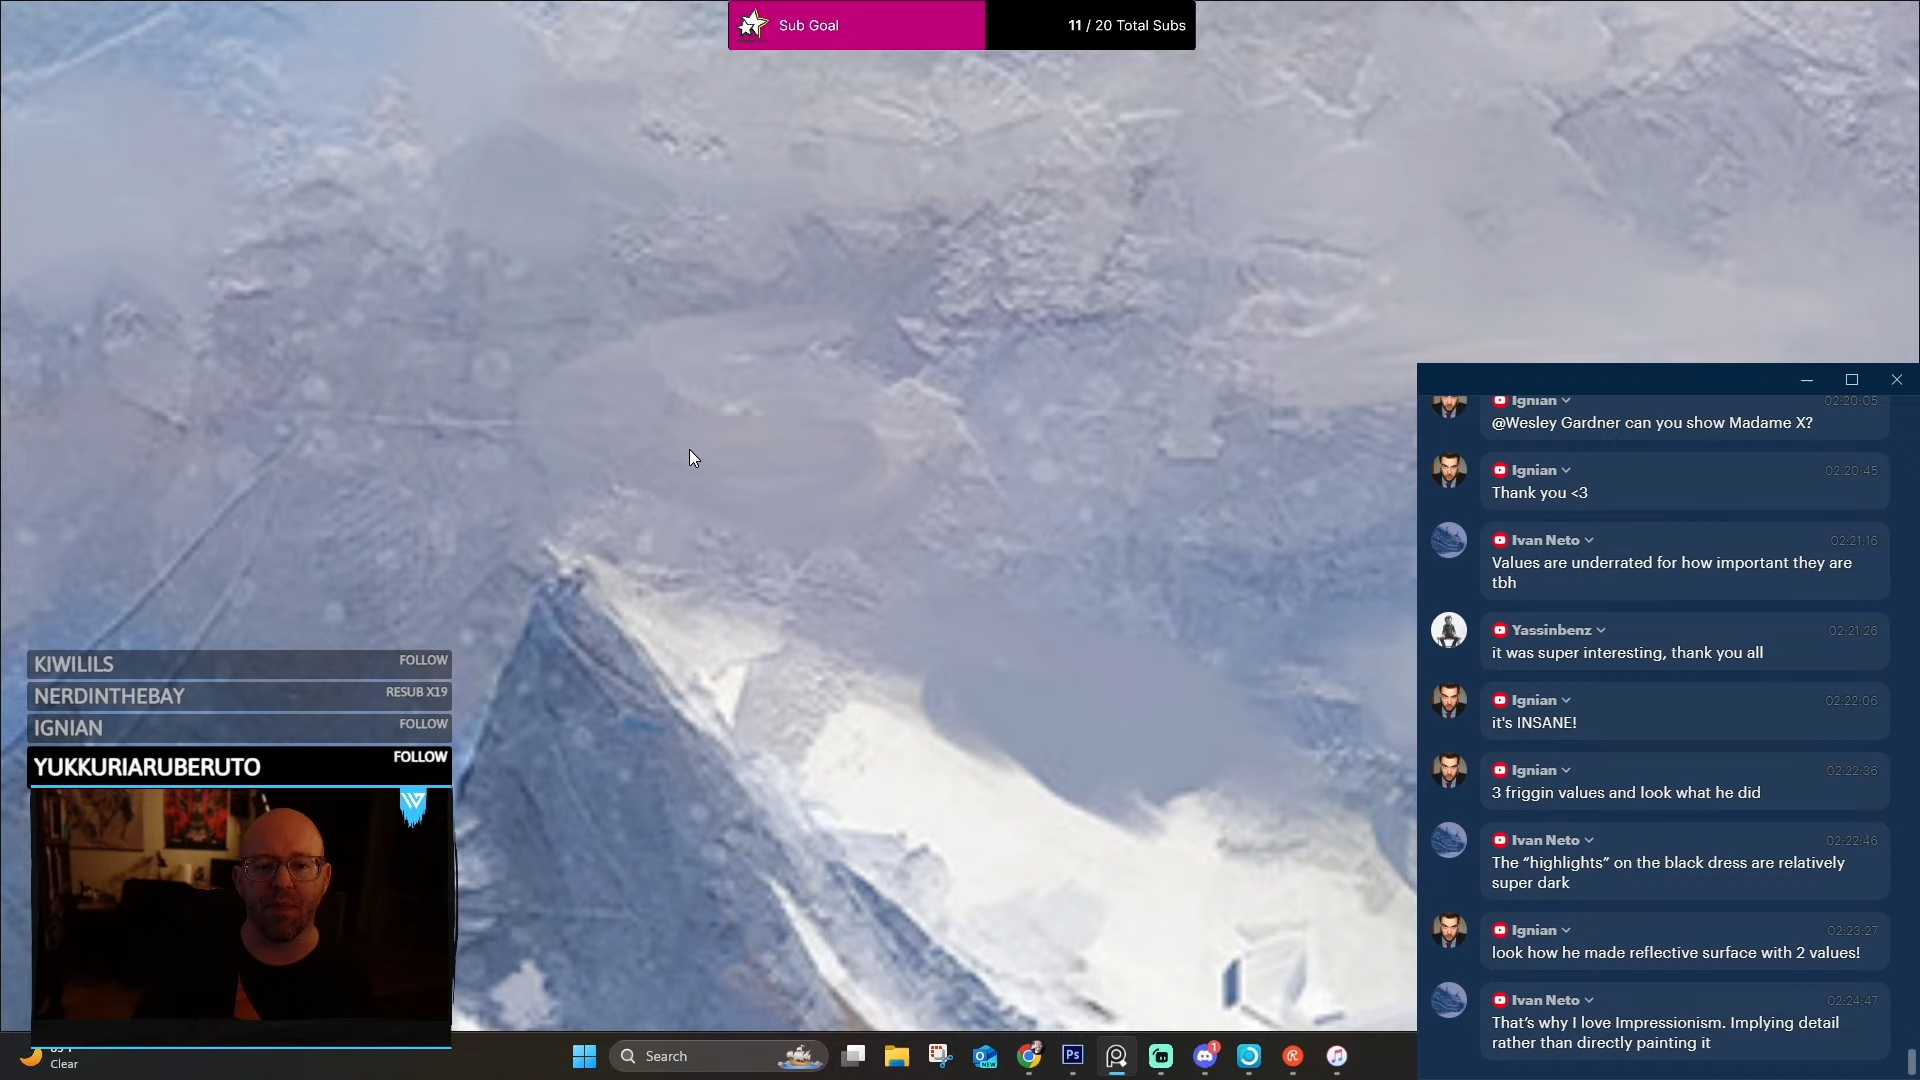 Sub Goal
11 / 20 Total Subs
Ignian
02:20:05
@Wesley Gardner can you show Madame X?
Ignian
02:20:45
Thank you <3
Ivan Neto
02:21:16
Values are underrated for how important they are
tbh
Yassinbenz
02:21:26
it was super interesting, thank you all
Ignian
02:22:06
it's INSANE!
Ignian
02:22:36
3 friggin values and look what he did
Ivan Neto
02:22:46
The “highlights” on the black dress are relatively
super dark
Ignian
02:23:27
look how he made reflective surface with 2 values!
Ivan Neto
02:24:47
That’s why I love Impressionism. Implying detail
rather than directly painting it
KIWILILS
FOLLOW
NERDINTHEBAY
RESUB X19
IGNIAN
FOLLOW
YUKKURIARUBERUTO
FOLLOW
Clear
Search
NEW
Ps
1